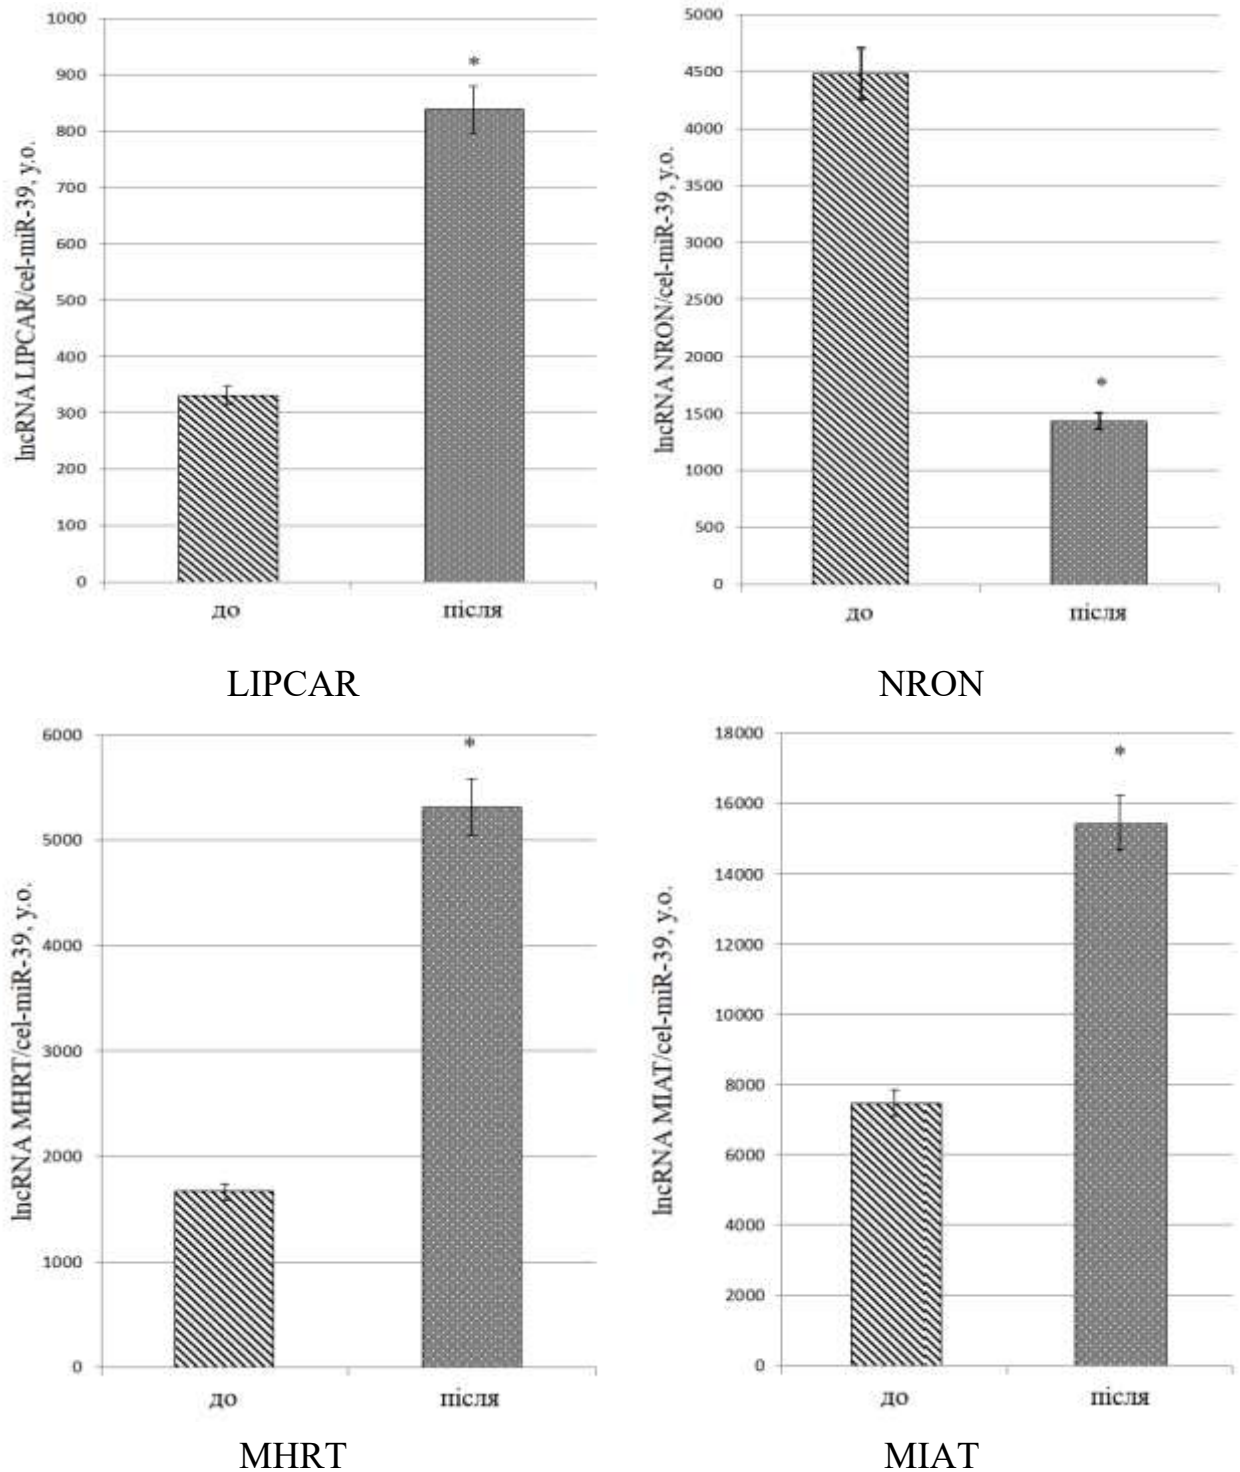 lncRNA LIPCAR/cel-miR-39, у.о.
1000
900
800
700
600
500
400
300
200
100
0
*
до
після
LIPCAR
lncRNA NRON/cel-miR-39, у.о.
5000
4500
4000
3500
3000
2500
2000
1500
1000
500
0
*
до
після
NRON
lncRNA MHRT/cel-miR-39, у.о.
6000
5000
4000
3000
2000
1000
0
*
до
після
MHRT
lncRNA MIAT/cel-miR-39, у.о.
18000
16000
14000
12000
10000
8000
6000
4000
2000
0
*
до
після
MIAT